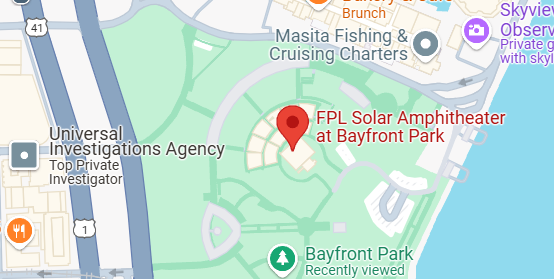 Brunch
Skyview
Observ
Private g
with skyl
41
Masita Fishing &
Cruising Charters
FPL Solar Amphitheater
at Bayfront Park
Universal
Investigations Agency
Top Private
Investigator
1
Bayfront Park
Recently viewed